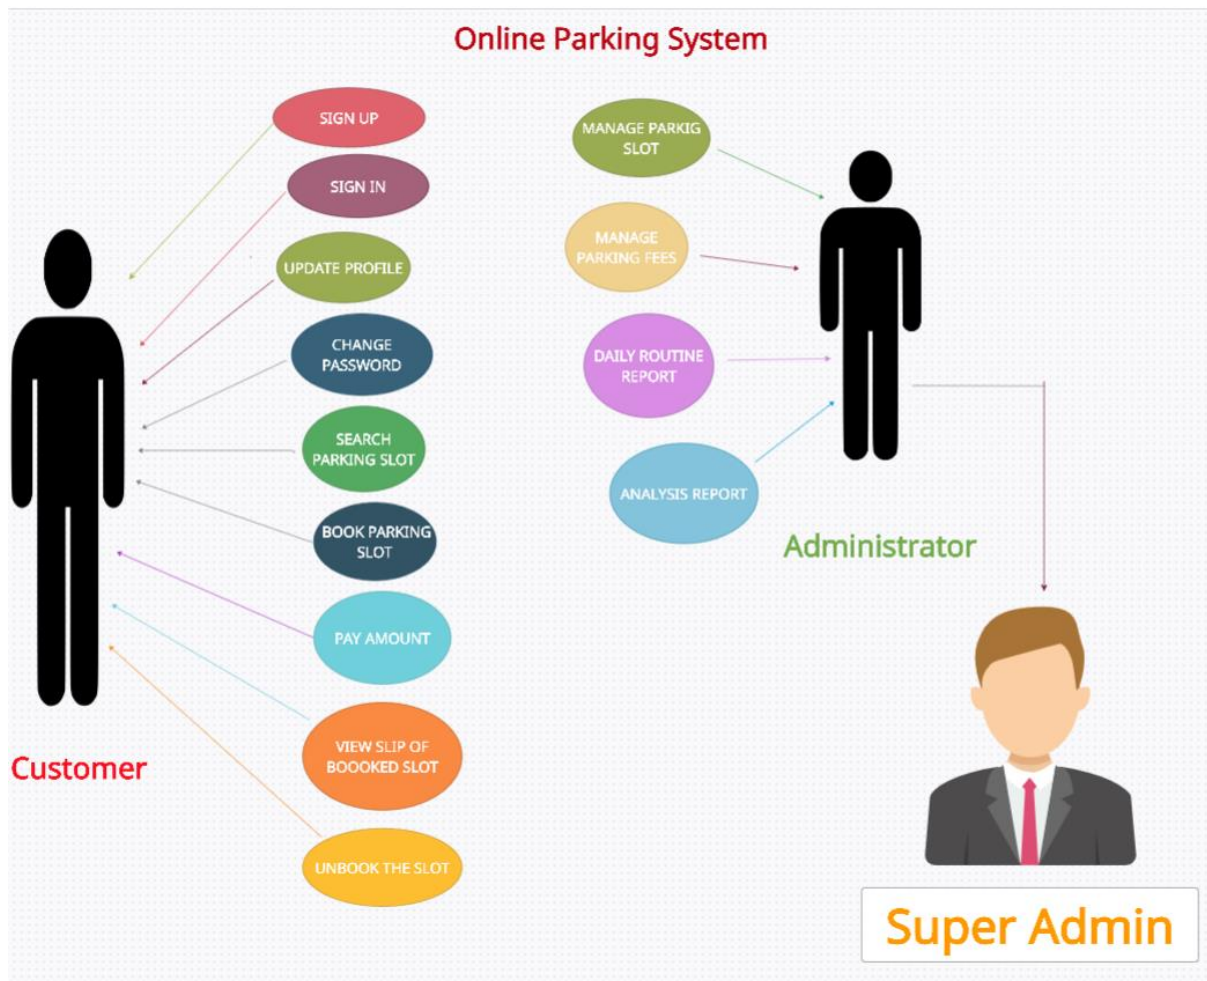 Online Parking System
SIGN UP
SIGN IN
UPDATE PROFILE
CHANGE
PASSWORD
SEARCH
PARKING SLOT
BOOK PARKING
SLOT
PAY AMOUNT
VIEW SLIP OF
BOOOKED SLOT
UNBOOK THE SLOT
Customer
MANAGE PARKIG
SLOT
MANAGE
PARKING FEES
DAILY ROUTINE
REPORT
ANALYSIS REPORT
Administrator
Super Admin